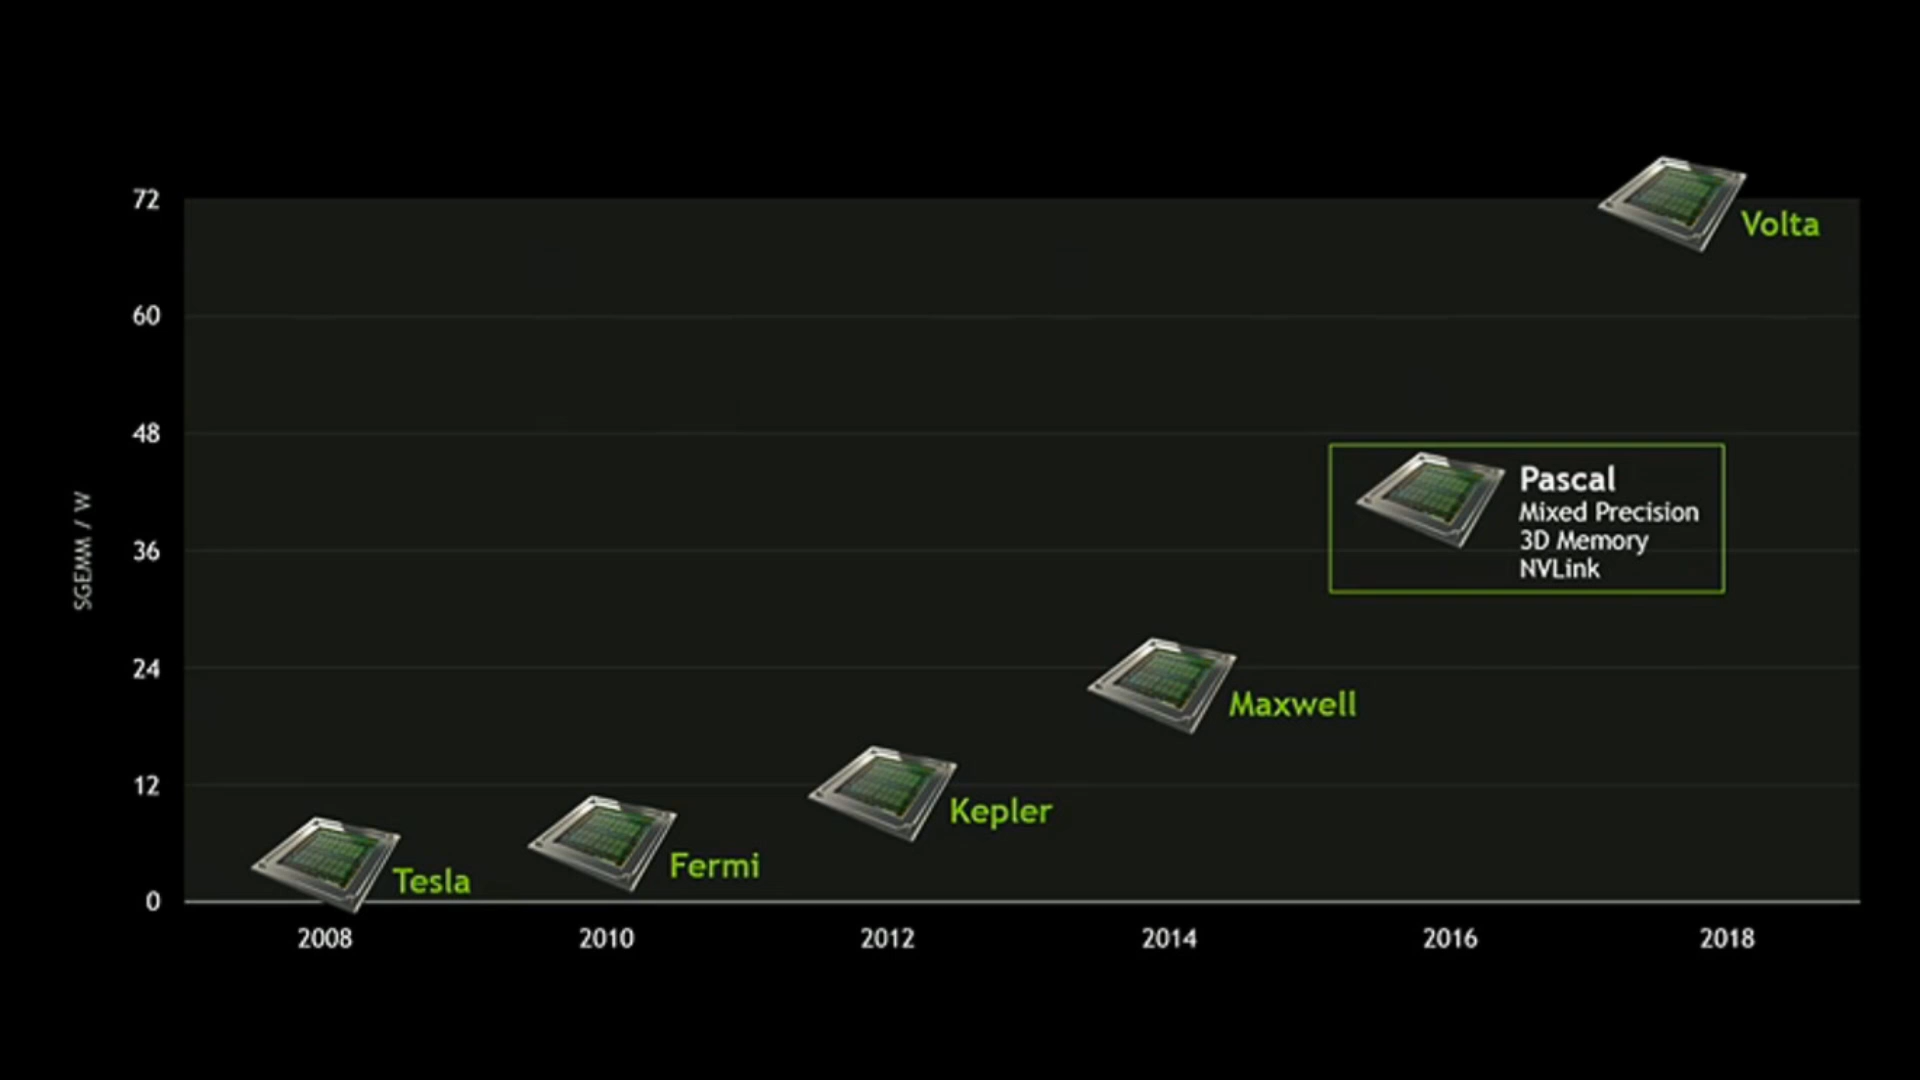 72
Volta
60
48
Pascal
Mixed Precision
3D Memory
NVLink
SGEMM / W
36
24
Maxwell
12
Kepler
Fermi
Tesla
0
2008 2010 2012 2014 2016 2018